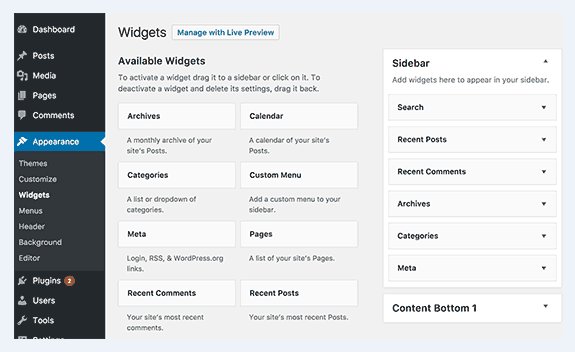 Dashboard
Posts
Media
Pages
Comments
Appearance
Themes
Customize
Widgets
Menus
Header
Background
Editor
Plugins 2
Users
Tools
Settings
Widgets Manage with Live Preview
Available Widgets
To activate a widget drag it to a sidebar or click on it. To
deactivate a widget and delete its settings, drag it back.
Archives
A monthly archive of your
site's Posts.
Calendar
A calendar of your site's
Posts.
Categories
A list or dropdown of
categories.
Custom Menu
Add a custom menu to your
sidebar.
Meta
Login, RSS, & WordPress.org
links.
Pages
A list of your site's Pages.
Recent Comments
Your site's most recent
comments.
Recent Posts
Your site's most recent Posts.
Sidebar
Add widgets here to appear in your sidebar.
Search
Recent Posts
Recent Comments
Archives
Categories
Meta
Content Bottom 1